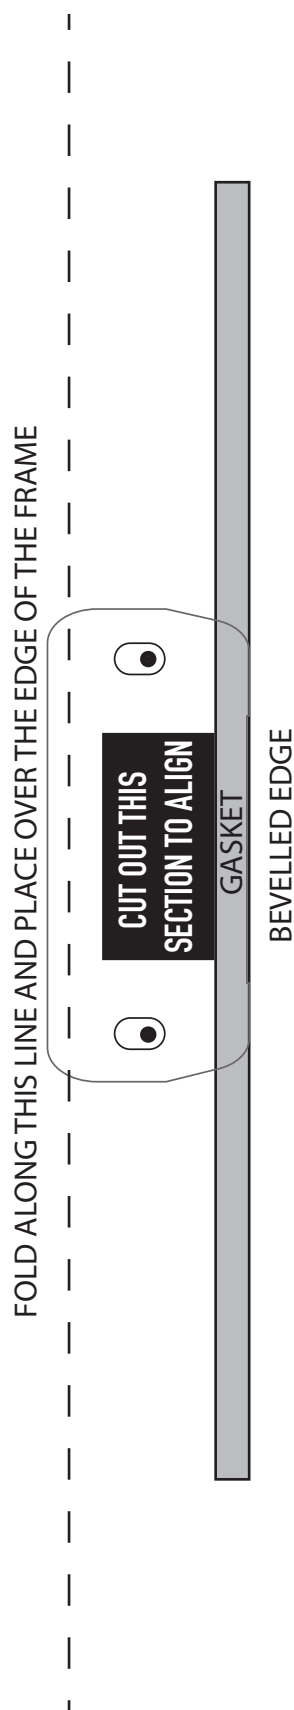 FOLD ALONG THIS LINE AND PLACE OVER THE EDGE OF THE FRAME
CUT OUT THIS
SECTION TO ALIGN
GASKET
BEVELLED EDGE